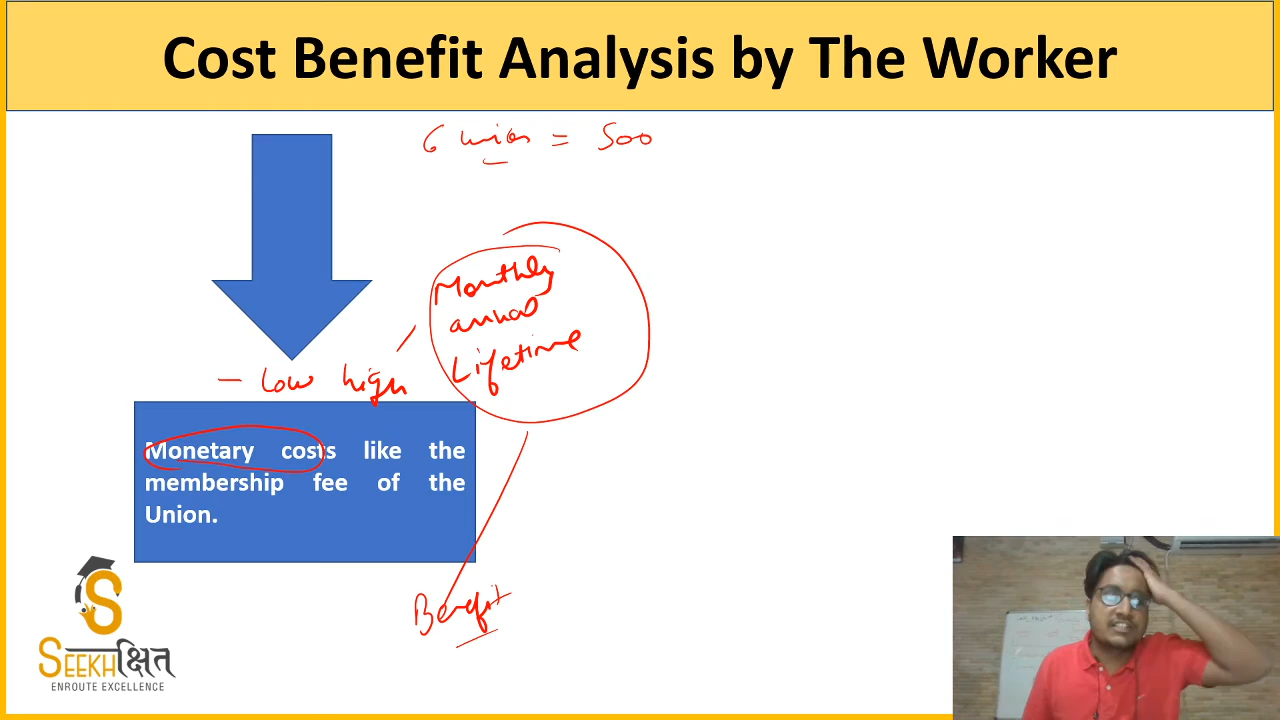 Cost Benefit Analysis by The Worker
6 union = 500
Monthly
annual
Lifetime
– Low high
Monetary costs like the
membership fee of the
Union.
Benefit
S
SEEKHक्षित
ENROUTE EXCELLENCE